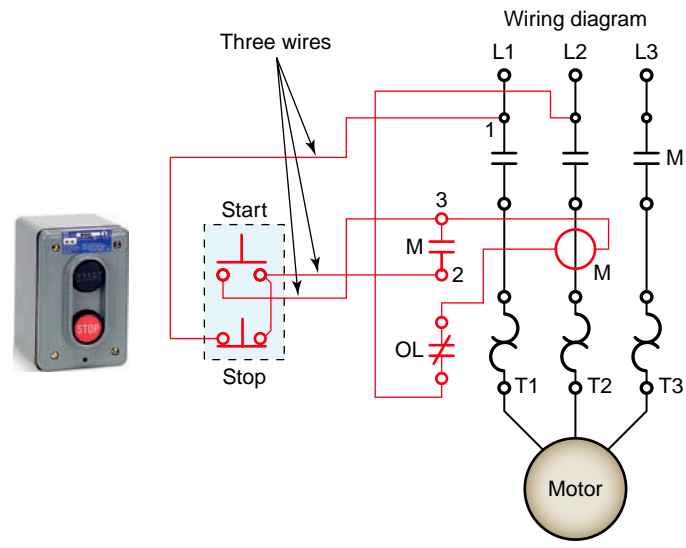 Wiring diagram
Three wires
L1 L2 L3
1
M
Start
3
M
2
M
START
STOP
OL
Stop
T1 T2 T3
Motor